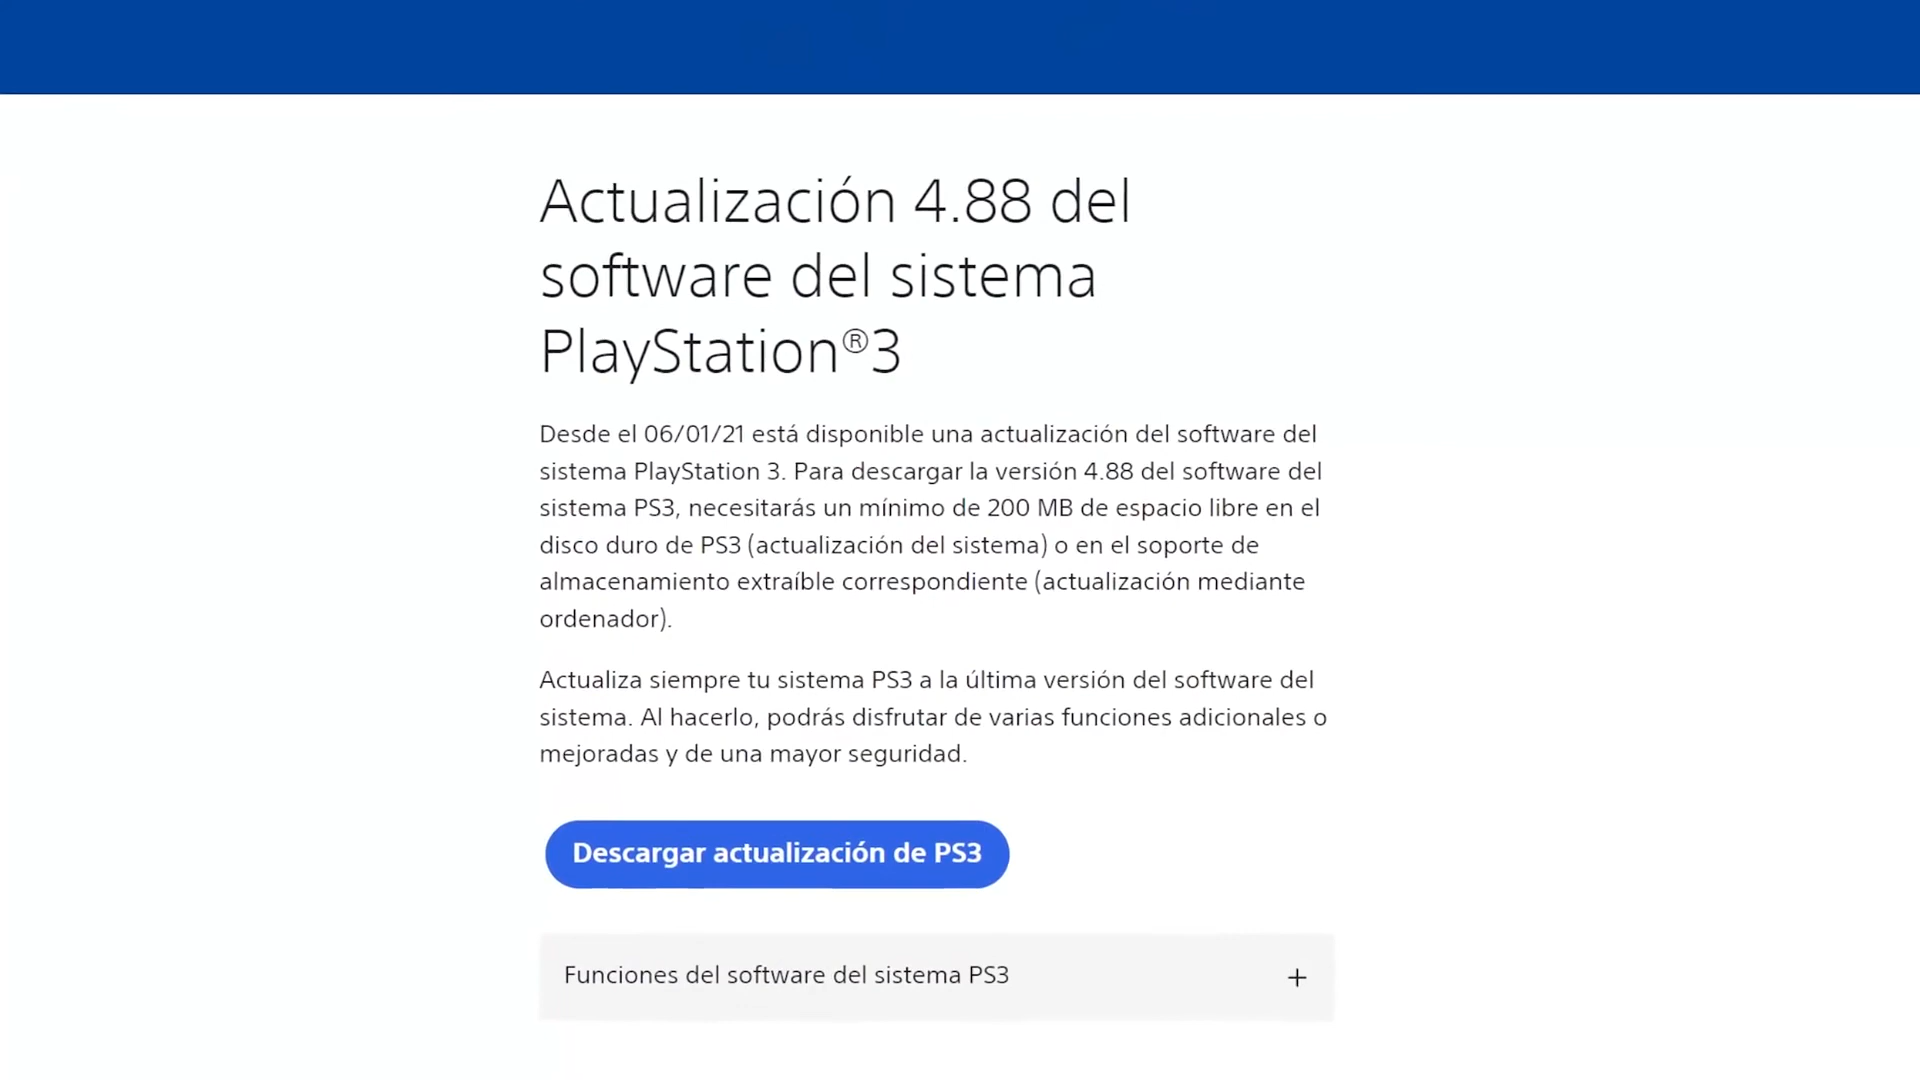 Actualización 4.88 del
software del sistema
PlayStation®3
Desde el 06/01/21 está disponible una actualización del software del
sistema PlayStation 3. Para descargar la versión 4.88 del software del
sistema PS3, necesitarás un mínimo de 200 MB de espacio libre en el
disco duro de PS3 (actualización del sistema) o en el soporte de
almacenamiento extraíble correspondiente (actualización mediante
ordenador).
Actualiza siempre tu sistema PS3 a la última versión del software del
sistema. Al hacerlo, podrás disfrutar de varias funciones adicionales o
mejoradas y de una mayor seguridad.
Descargar actualización de PS3
Funciones del software del sistema PS3 +